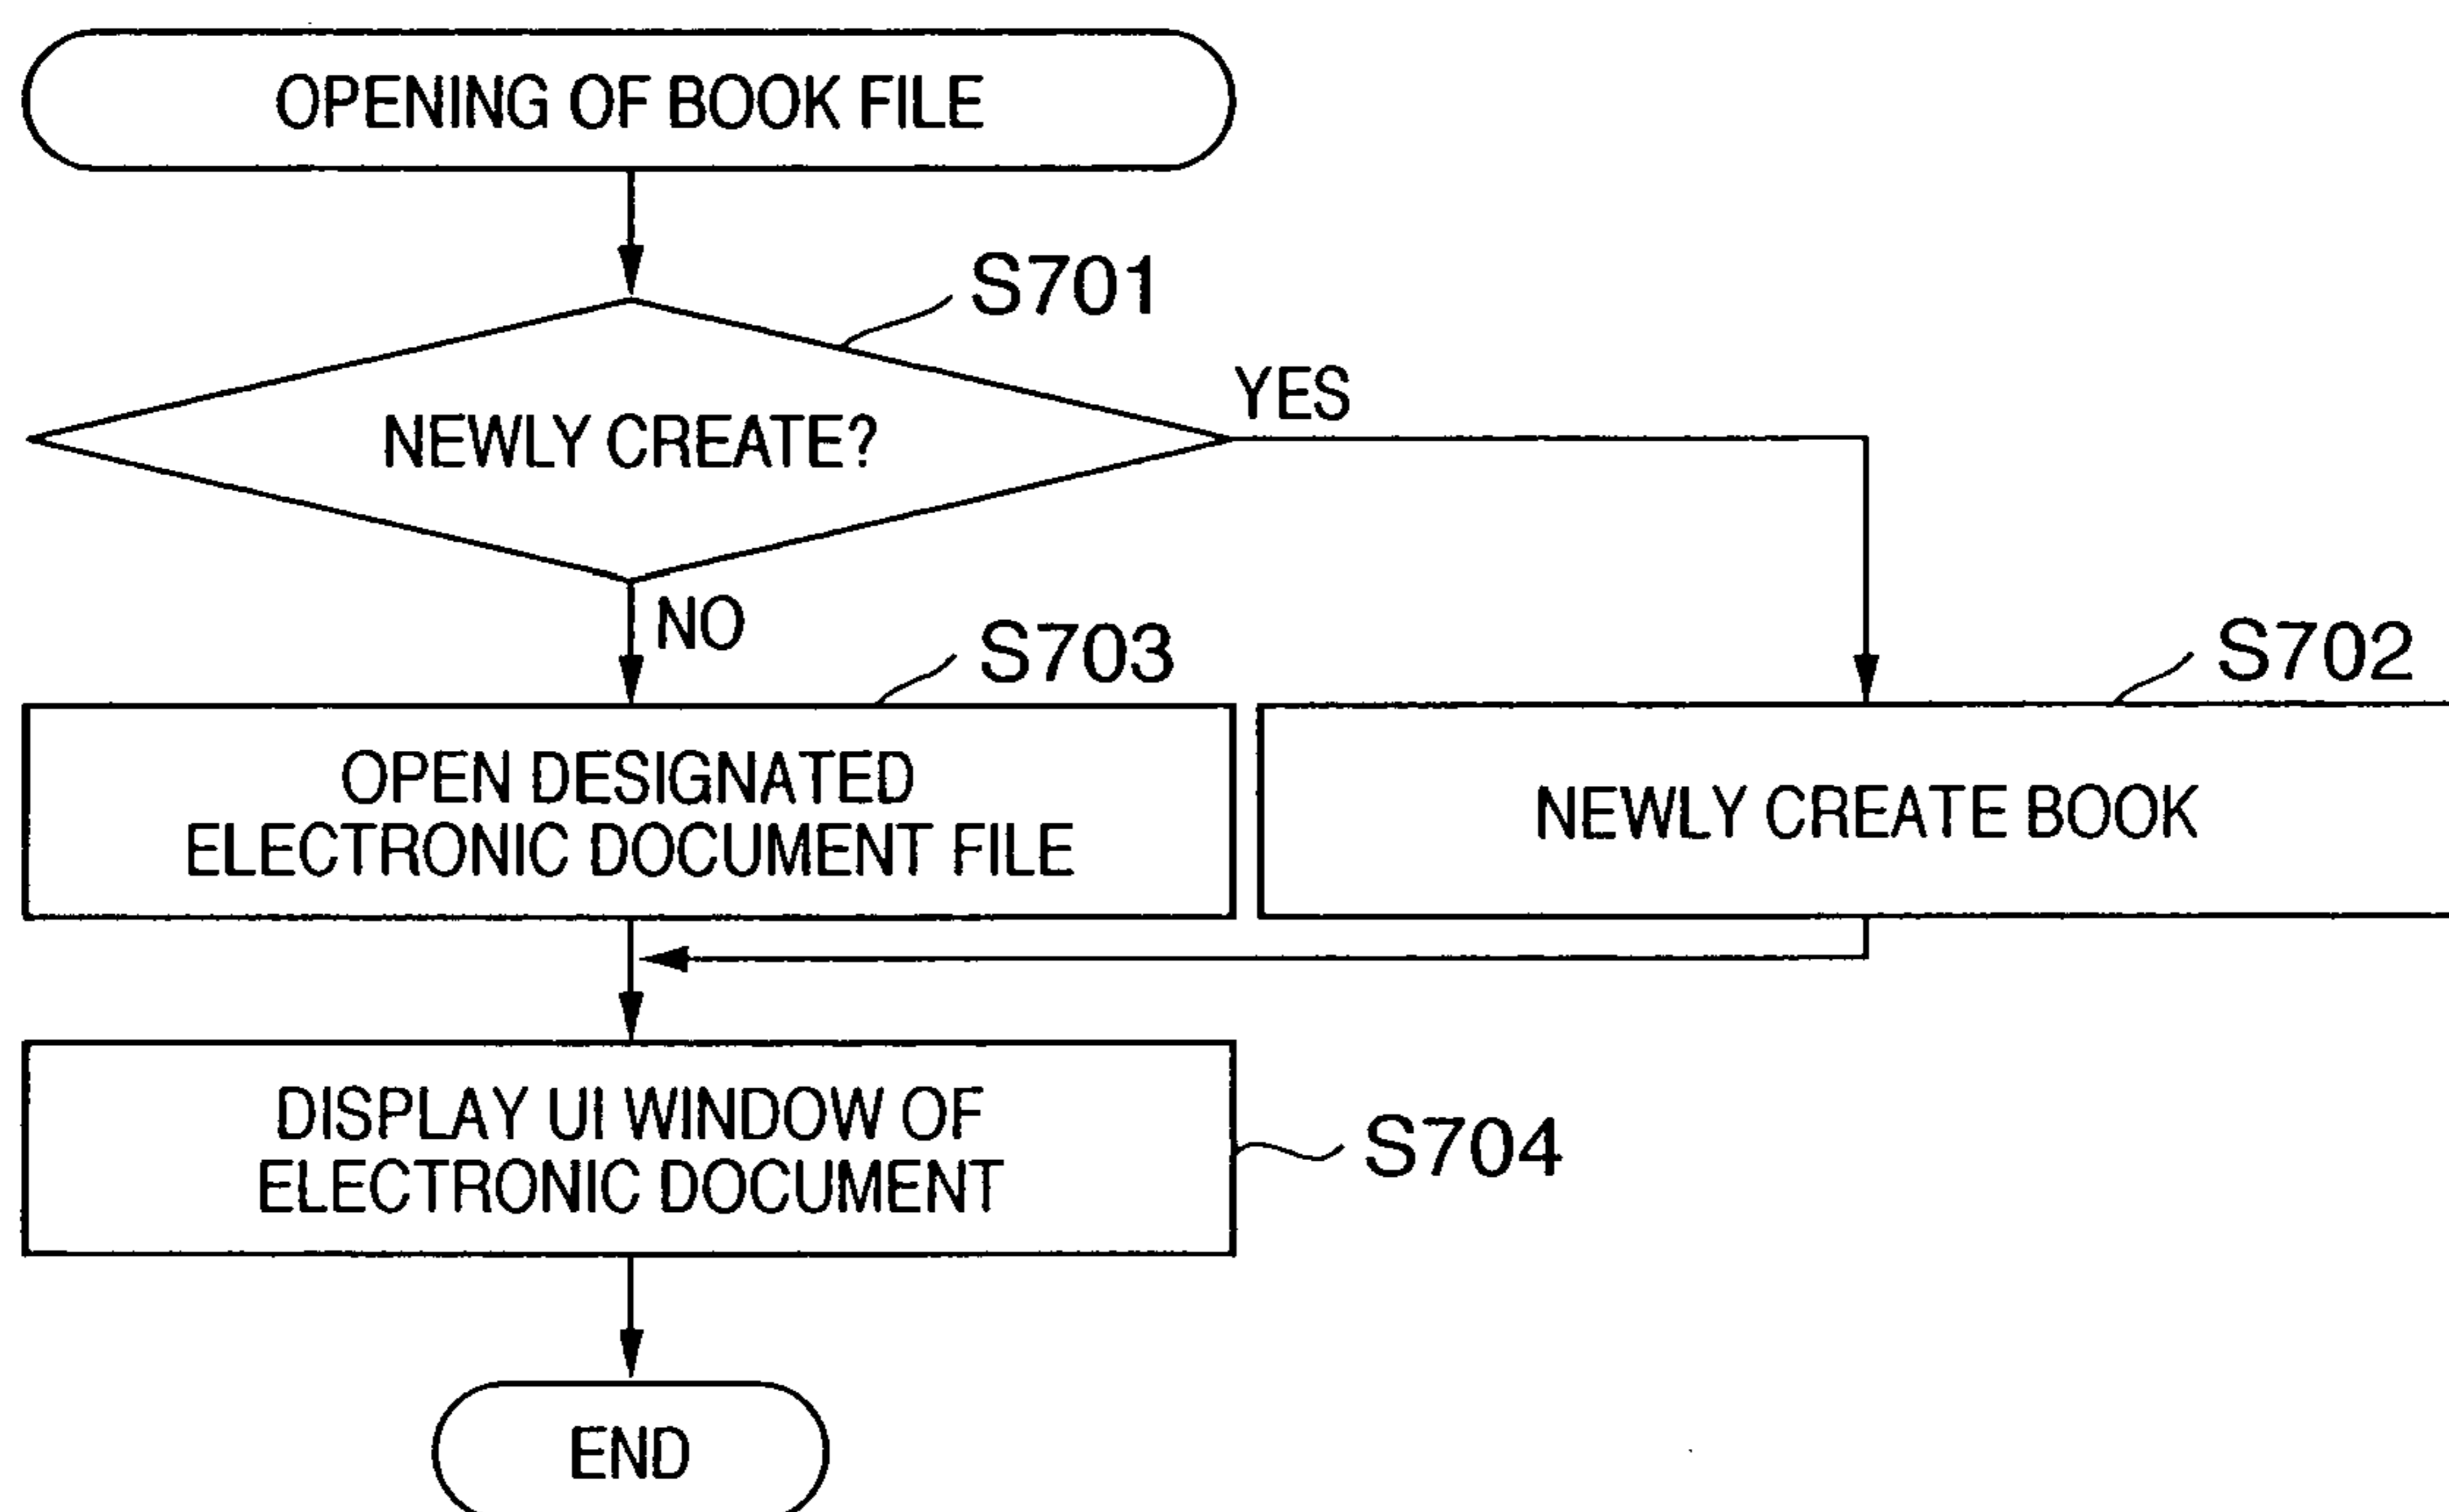 OPENING OF BOOK FILE
S701
NEWLY CREATE?
YES
NO
S703
S702
OPEN DESIGNATED
ELECTRONIC DOCUMENT FILE
NEWLY CREATE BOOK
DISPLAY UI WINDOW OF
ELECTRONIC DOCUMENT
S704
END